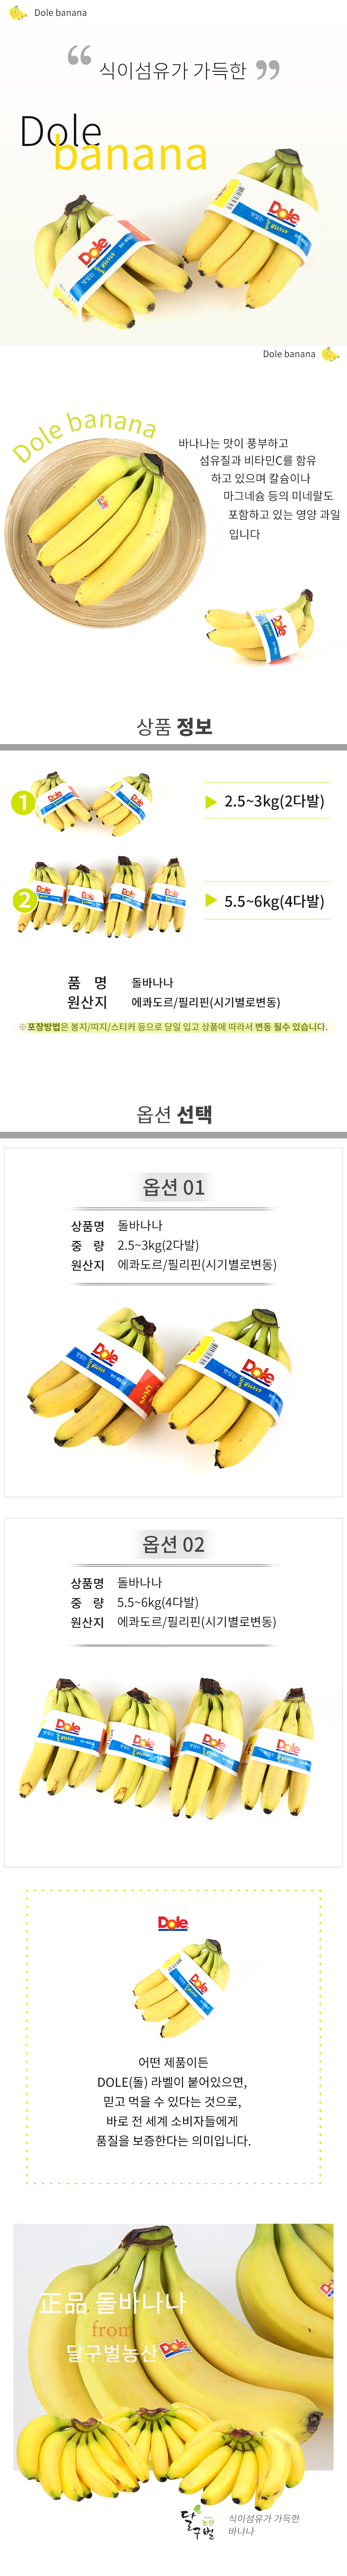 Dole banana
“ 식이섬유가 가득한 ”
Dole
banana
Dole
Dole
Dole banana
Dole banana
바나나는 맛이 풍부하고
섬유질과 비타민C를 함유
하고 있으며 칼슘이나
마그네슘 등의 미네랄도
포함하고 있는 영양 과일
입니다
Dole
상품 정보
1
▶ 2.5~3kg(2다발)
2
▶ 5.5~6kg(4다발)
품 명 돌바나나
원산지 에콰도르/필리핀(시기별로변동)
※포장방법은 봉지/띠지/스티커 등으로 당일 입고 상품에 따라서 변동 될수 있습니다.
옵션 선택
옵션 01
상품명 돌바나나
중 량 2.5~3kg(2다발)
원산지 에콰도르/필리핀(시기별로변동)
Dole
Dole
옵션 02
상품명 돌바나나
중 량 5.5~6kg(4다발)
원산지 에콰도르/필리핀(시기별로변동)
Dole
Dole
Dole
Dole
Dole
Dole
어떤 제품이든
DOLE(돌) 라벨이 붙어있으면,
믿고 먹을 수 있다는 것으로,
바로 전 세계 소비자들에게
품질을 보증한다는 의미입니다.
正品 돌바나나
from
달구벌농산
Dole
달구벌
농산
식이섬유가 가득한
바나나